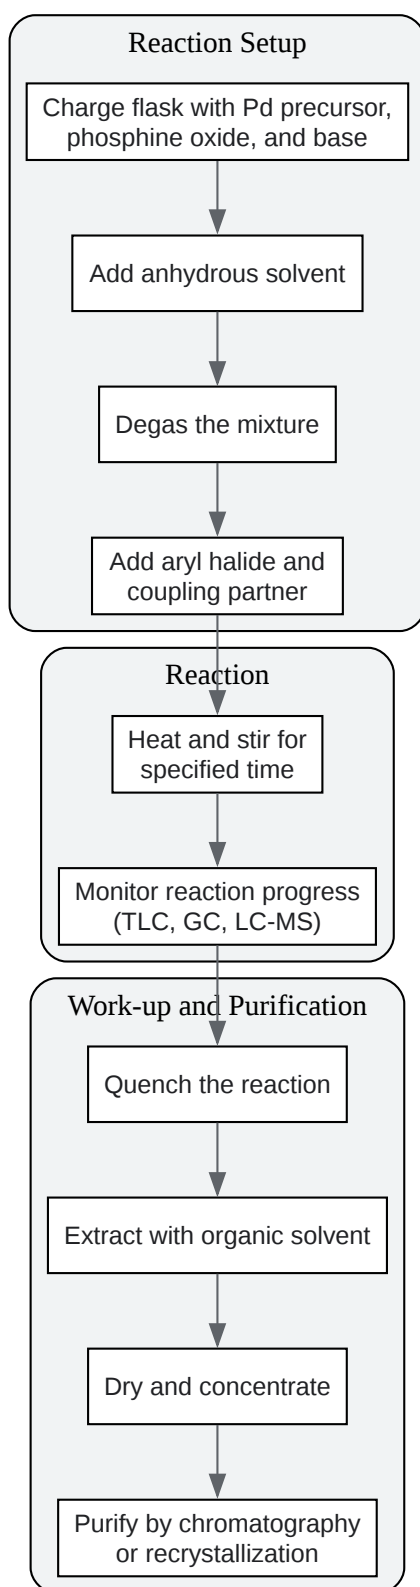 Reaction Setup
Charge flask with Pd precursor,
phosphine oxide, and base
Add anhydrous solvent
Degas the mixture
Add aryl halide and
coupling partner
Reaction
Heat and stir for
specified time
Monitor reaction progress
(TLC, GC, LC-MS)
Work-up and Purification
Quench the reaction
Extract with organic solvent
Dry and concentrate
Purify by chromatography
or recrystallization